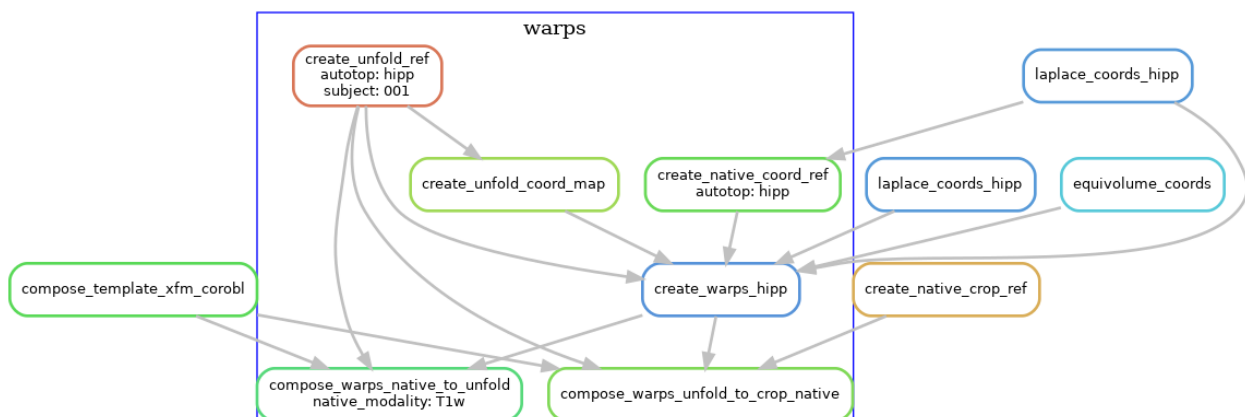 warps
create_unfold_ref
autotop: hipp
subject: 001
laplace_coords_hipp
create_unfold_coord_map
create_native_coord_ref
autotop: hipp
laplace_coords_hipp
equivolume_coords
compose_template_xfm_corobl
create_warps_hipp
create_native_crop_ref
compose_warps_native_to_unfold
native_modality: T1w
compose_warps_unfold_to_crop_native